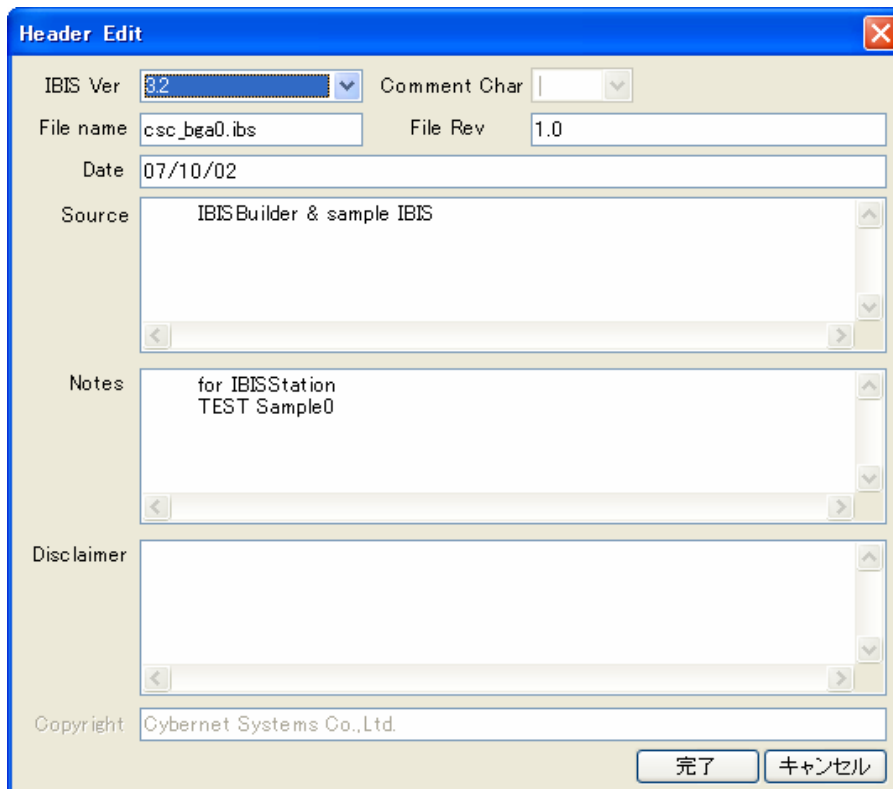 Header Edit
IBIS Ver 3.2 Comment Char |
File name csc_bga0.ibs File Rev 1.0
Date 07/10/02
Source IBISBuilder & sample IBIS
Notes for IBISStation
TEST Sample0
Disclaimer
Copyright Cybernet Systems Co.,Ltd.
完了 キャンセル